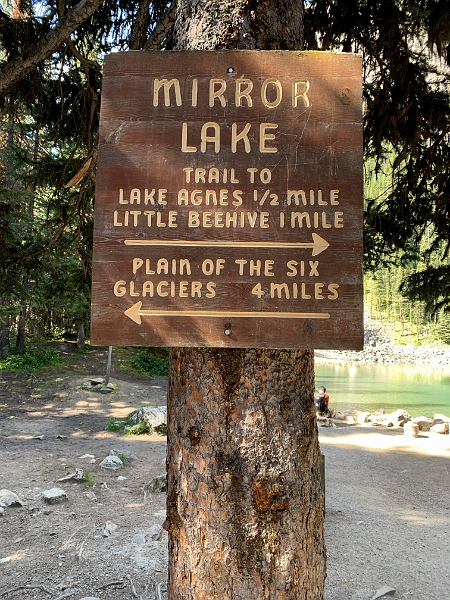 MIRROR
LAKE
TRAIL TO
LAKE AGNES 1/2 MILE
LITTLE BEEHIVE 1 MILE
PLAIN OF THE SIX
GLACIERS 4 MILES